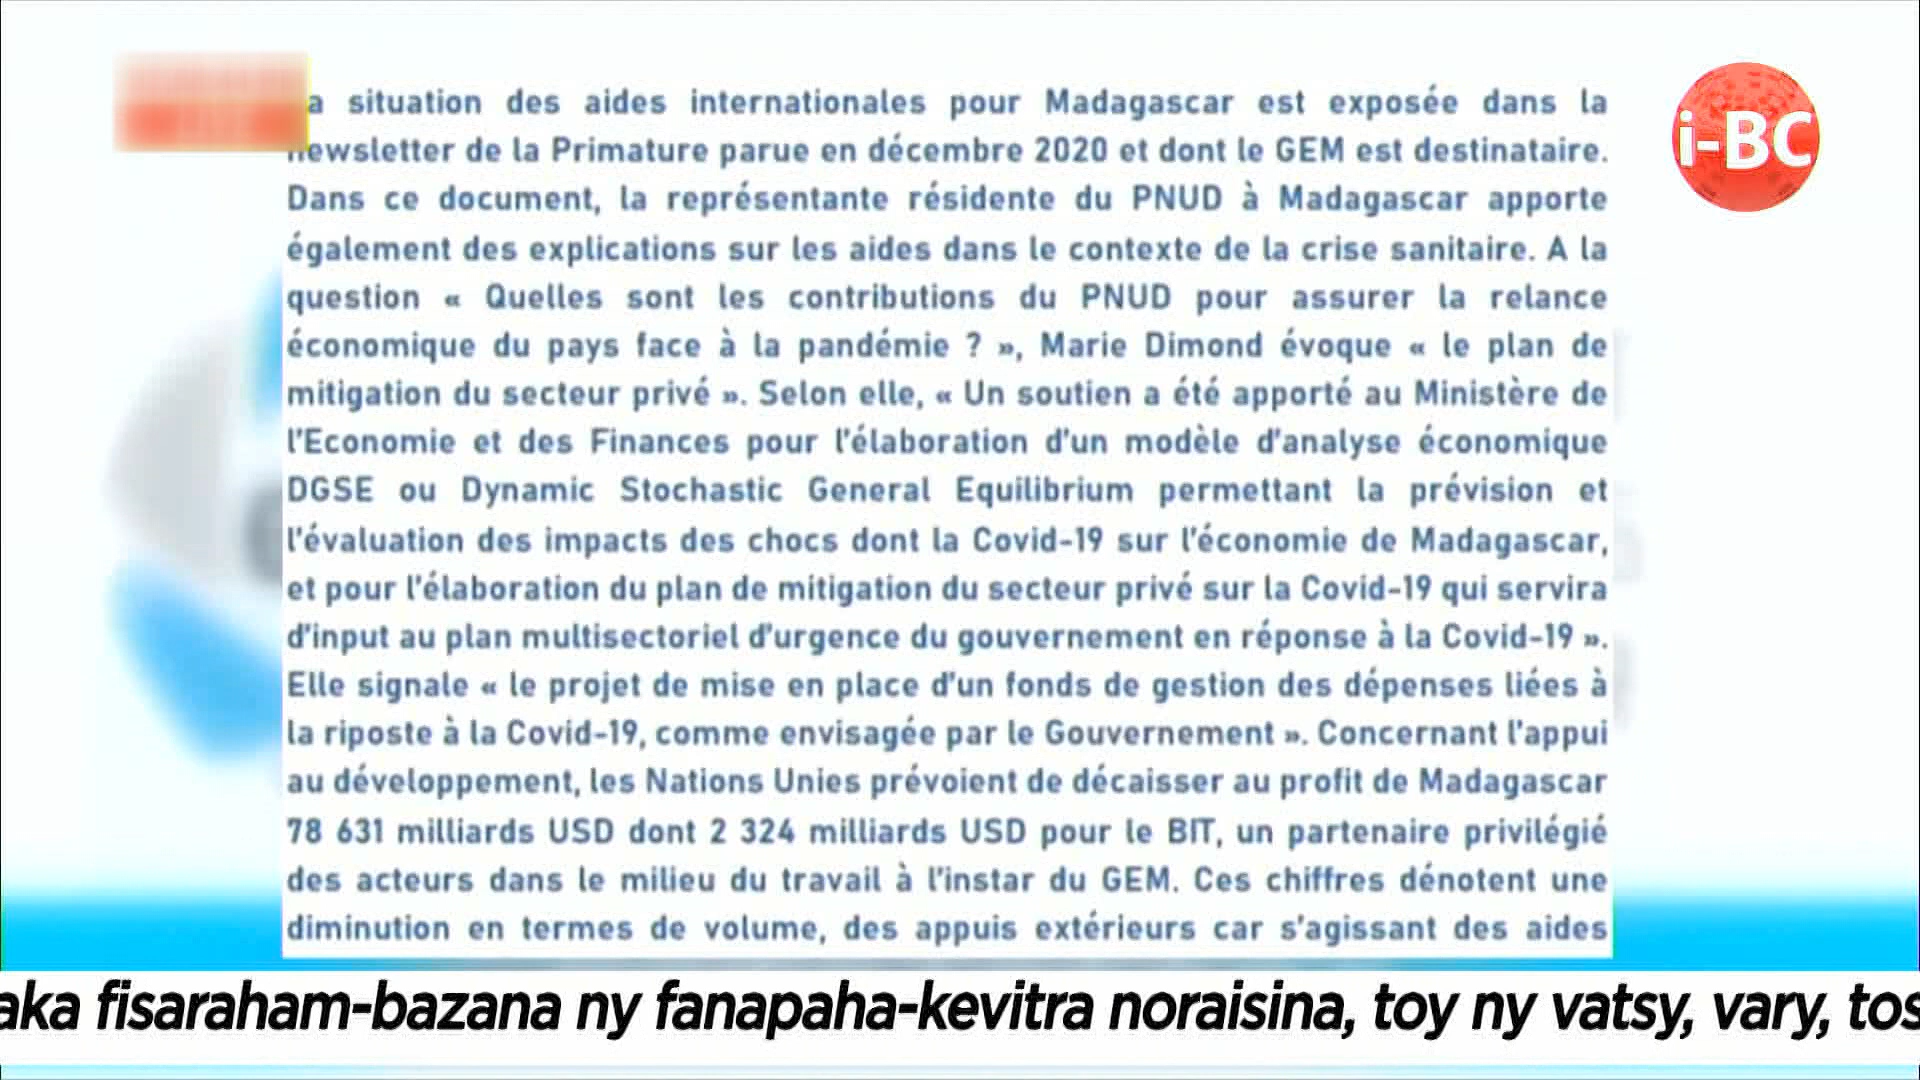 a situation des aides internationales pour Madagascar est exposée dans la
newsletter de la Primature parue en décembre 2020 et dont le GEM est destinataire.
Dans ce document, la représentante résidente du PNUD à Madagascar apporte
également des explications sur les aides dans le contexte de la crise sanitaire. A la
question « Quelles sont les contributions du PNUD pour assurer la relance
économique du pays face à la pandémie ? », Marie Dimond évoque « le plan de
mitigation du secteur privé ». Selon elle, « Un soutien a été apporté au Ministère de
l'Economie et des Finances pour l'élaboration d'un modèle d'analyse économique
DGSE ou Dynamic Stochastic General Equilibrium permettant la prévision et
l'évaluation des impacts des chocs dont la Covid-19 sur l'économie de Madagascar,
et pour l'élaboration du plan de mitigation du secteur privé sur la Covid-19 qui servira
d'input au plan multisectoriel d'urgence du gouvernement en réponse à la Covid-19 ».
Elle signale « le projet de mise en place d'un fonds de gestion des dépenses liées à
la riposte à la Covid-19, comme envisagée par le Gouvernement ». Concernant l'appui
au développement, les Nations Unies prévoient de décaisser au profit de Madagascar
78 631 milliards USD dont 2 324 milliards USD pour le BIT, un partenaire privilégié
des acteurs dans le milieu du travail à l'instar du GEM. Ces chiffres dénotent une
diminution en termes de volume, des appuis extérieurs car s'agissant des aides
i-BC
aka fisaraham-bazana ny fanapaha-kevitra noraisina, toy ny vatsy, vary, tos